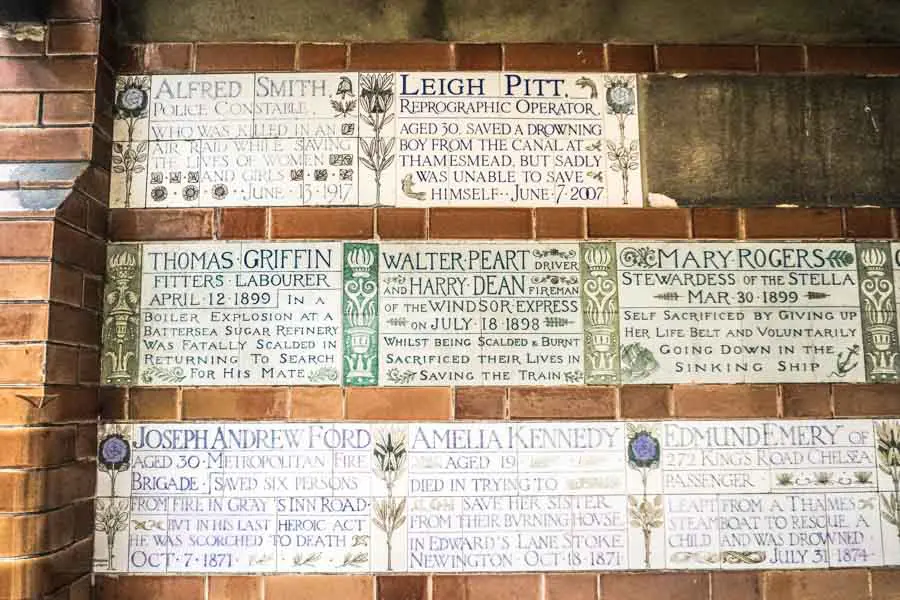 ALFRED SMITH.
POLICE CONSTABLE.
WHO WAS KILLED IN AN
AIR RAID WHILE SAVING
THE LIVES OF WOMEN
AND GIRLS
· JUNE · 13 · 1917
LEIGH PITT.
REPROGRAPHIC OPERATOR.
AGED 30, SAVED A DROWNING
BOY FROM THE CANAL AT
THAMESMEAD, BUT SADLY
WAS UNABLE TO SAVE
HIMSELF · JUNE · 7 · 2007
THOMAS · GRIFFIN
FITTERS · LABOURER
APRIL · 12 · 1899 · IN A
BOILER EXPLOSION AT A
BATTERSEA SUGAR REFINERY
WAS FATALLY SCALDED IN
RETURNING TO SEARCH
FOR HIS MATE
WALTER · PEART DRIVER
AND HARRY · DEAN FIREMAN
OF THE WINDSOR · EXPRESS
ON JULY · 18 · 1898
WHILST BEING SCALDED & BURNT
SACRIFICED THEIR LIVES IN
SAVING THE TRAIN
MARY · ROGERS
STEWARDESS OF THE STELLA
MAR · 30 · 1899
SELF SACRIFICED BY GIVING UP
HER LIFE BELT AND VOLUNTARILY
GOING DOWN IN THE
SINKING SHIP
JOSEPH ANDREW FORD
AGED 30 · METROPOLITAN FIRE
BRIGADE · SAVED SIX PERSONS
FROM FIRE IN GRAY'S INN ROAD ·
BVT IN HIS LAST HEROIC ACT
HE WAS SCORCHED TO DEATH
OCT · 7 · 1871 ·
AMELIA KENNEDY
AGED 19
DIED IN TRYING TO
SAVE HER SISTER
FROM THEIR BVRNING HOVSE
IN EDWARD'S LANE STOKE
NEWINGTON · OCT · 18 · 1871
EDMUND EMERY · OF
272 KING'S ROAD CHELSEA
PASSENGER
LEAPT FROM A THAMES
STEAMBOAT TO RESCUE A
CHILD AND WAS DROWNED
JULY 31 1874